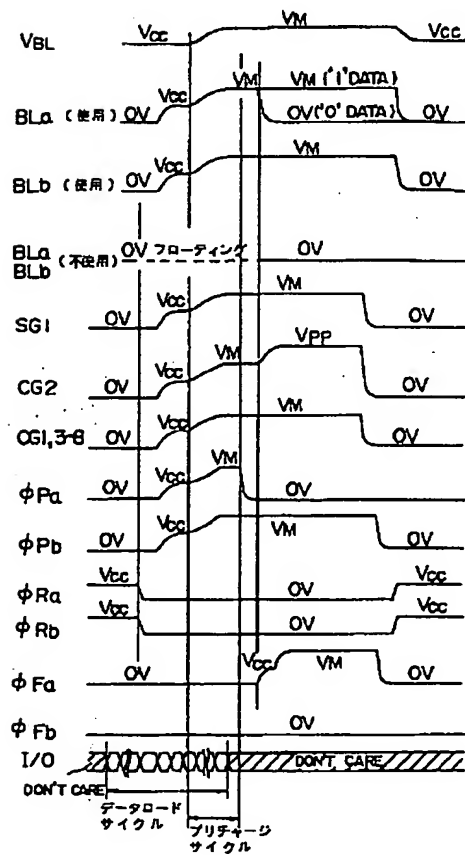 VBL Vcc VM Vcc
BLa (使用) 0V Vcc VM VM('1'DATA) 0V('0'DATA) 0V
BLb (使用) 0V Vcc VM 0V
BLa BLb (不使用) 0V フローティング 0V
SG1 0V Vcc VM 0V
CG2 0V Vcc VM VPP 0V
CG1,3-8 0V Vcc VM 0V
φPa 0V Vcc VM 0V
φPb 0V Vcc VM 0V
φRa Vcc 0V Vcc
φRb Vcc 0V Vcc
φFa 0V Vcc VM 0V
φFb 0V
I/O DON'T CARE
DON'T CARE
データロード
サイクル
プリチャージ
サイクル